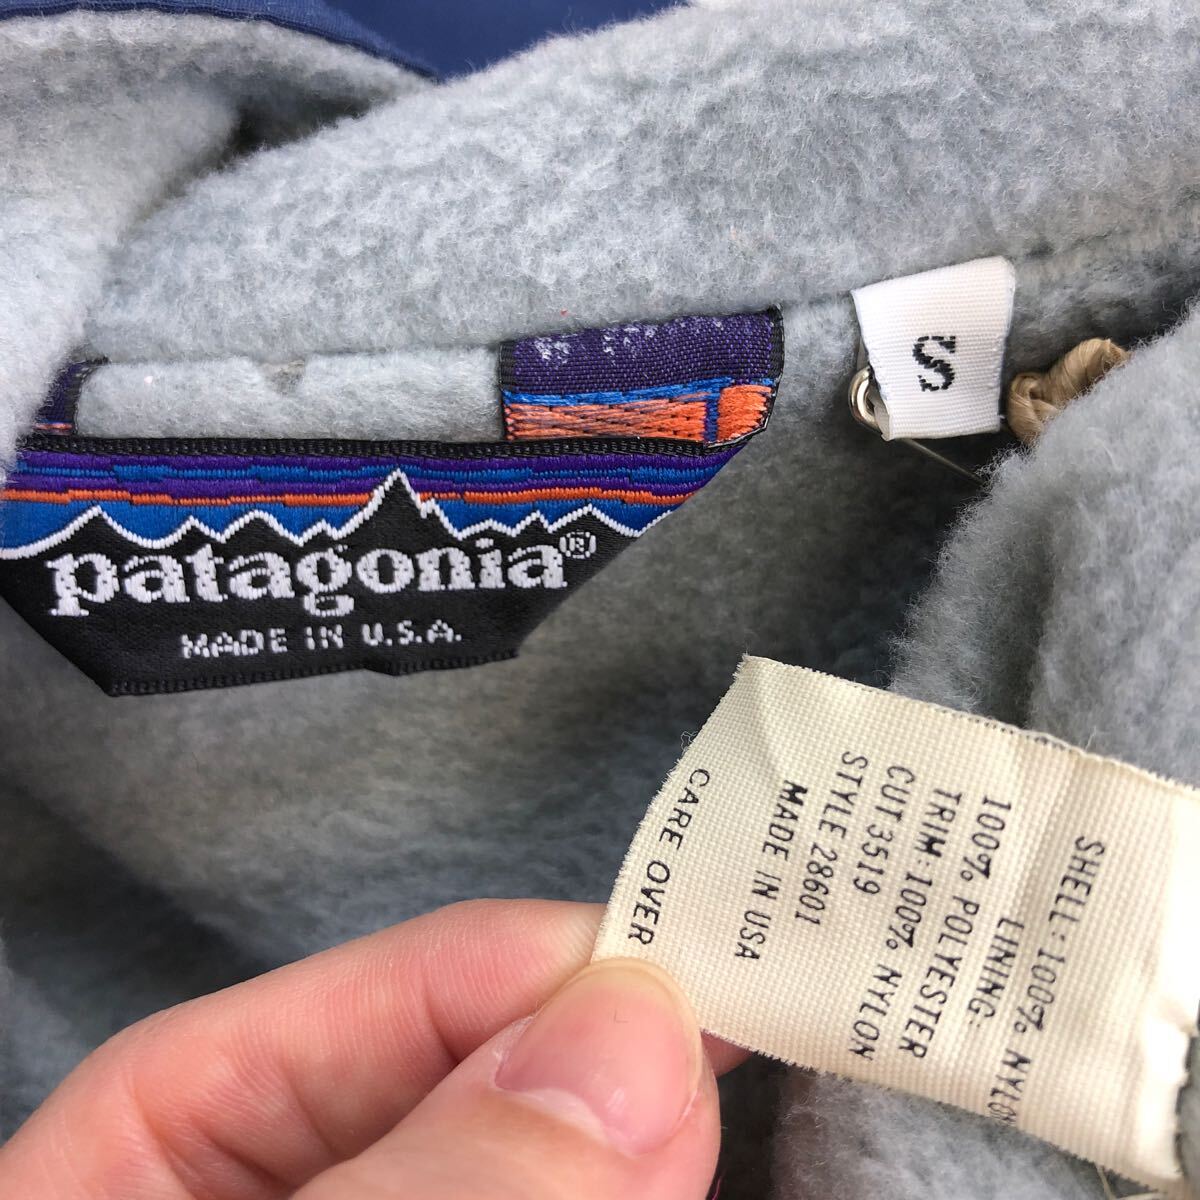 patagonia®
MADE IN U.S.A.
S
SHELL: 100% NYLON
LINING:
100% POLYESTER
TRIM: 100% NYLON
CUT 3519
STYLE 28601
MADE IN USA
CARE OVER